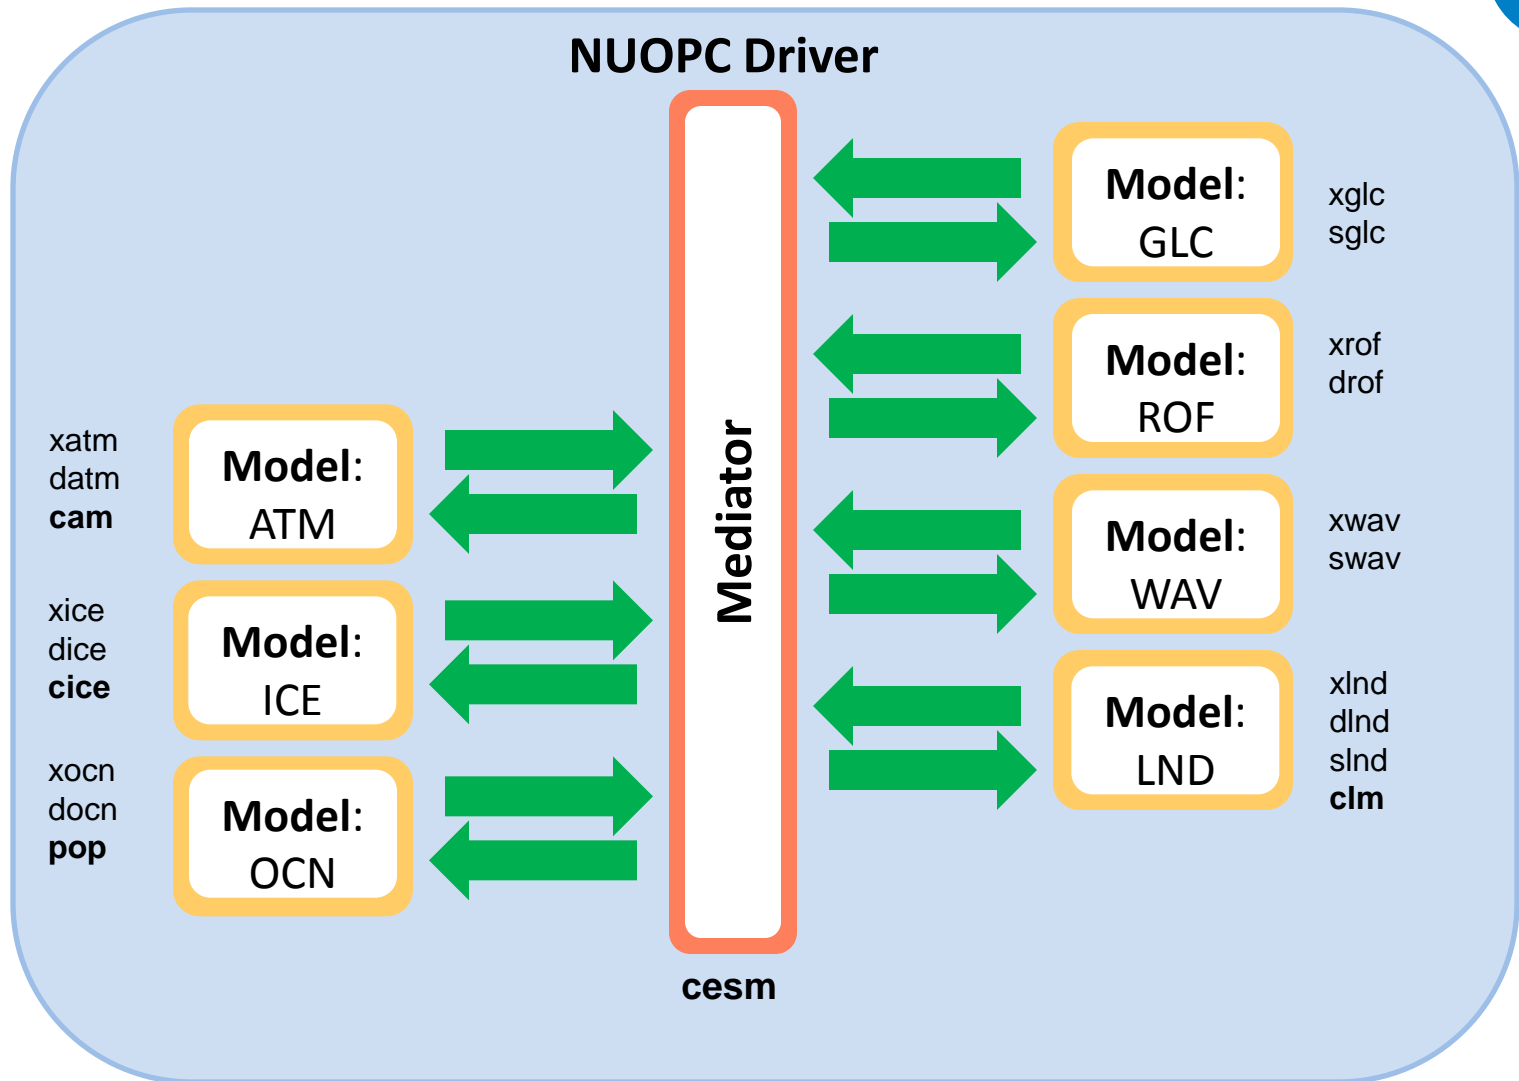 NUOPC Driver
xatm
datm
cam
Model:
ATM
xice
dice
cice
Model:
ICE
xocn
docn
pop
Model:
OCN
Mediator
cesm
Model:
GLC
xglc
sglc
Model:
ROF
xrof
drof
Model:
WAV
xwav
swav
Model:
LND
xlnd
dlnd
slnd
clm